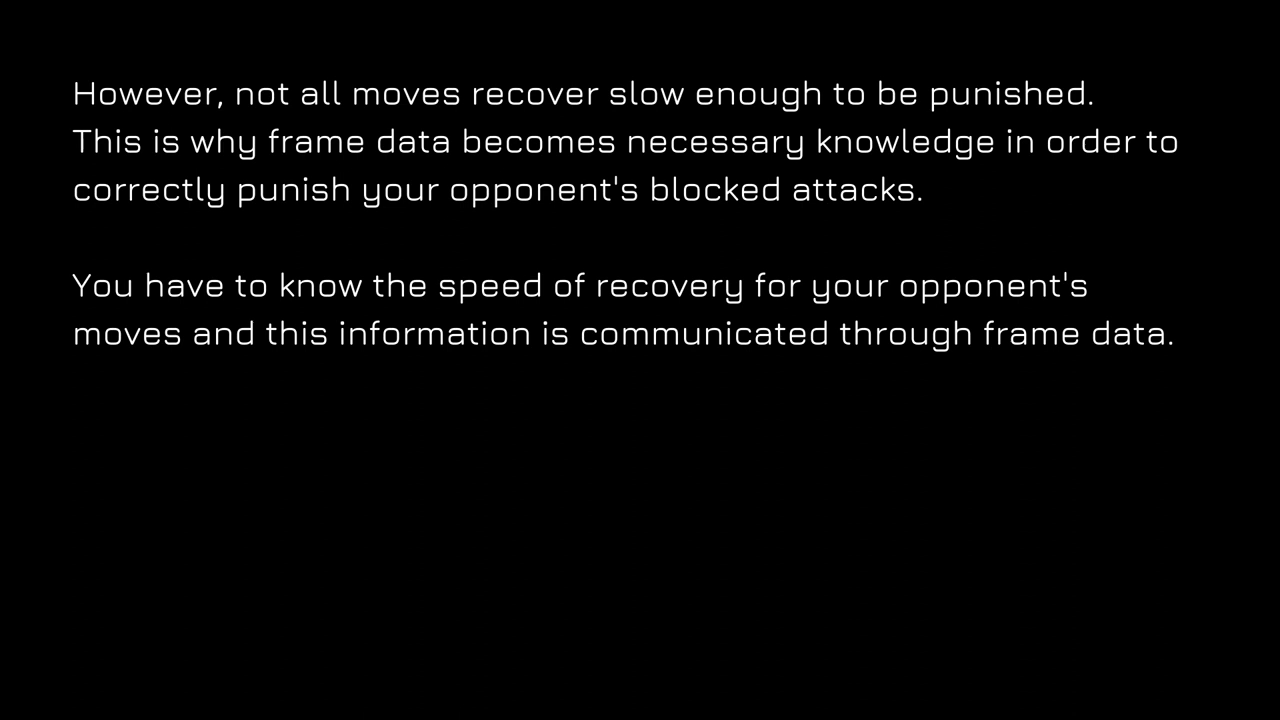 However, not all moves recover slow enough to be punished.
This is why frame data becomes necessary knowledge in order to
correctly punish your opponent's blocked attacks.
You have to know the speed of recovery for your opponent's
moves and this information is communicated through frame data.